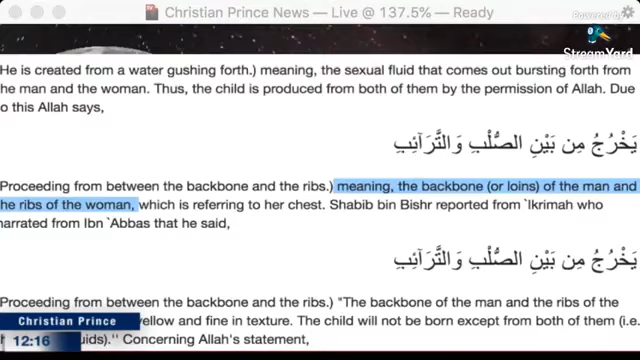 Christian Prince News — Live @ 137.5% — Ready
Powered by
StreamYard
He is created from a water gushing forth.) meaning, the sexual fluid that comes out bursting forth from
he man and the woman. Thus, the child is produced from both of them by the permission of Allah. Due
o this Allah says,
يَخْرُجُ مِن بَيْنِ الصُّلْبِ وَالتَّرَآئِبِ
Proceeding from between the backbone and the ribs.) meaning, the backbone (or loins) of the man and
he ribs of the woman, which is referring to her chest. Shabib bin Bishr reported from `Ikrimah who
narrated from Ibn `Abbas that he said,
يَخْرُجُ مِن بَيْنِ الصُّلْبِ وَالتَّرَآئِبِ
Proceeding from between the backbone and the ribs.) "The backbone of the man and the ribs of the
Christian Prince yellow and fine in texture. The child will not be born except from both of them (i.e.
12:16 uids).'' Concerning Allah's statement,